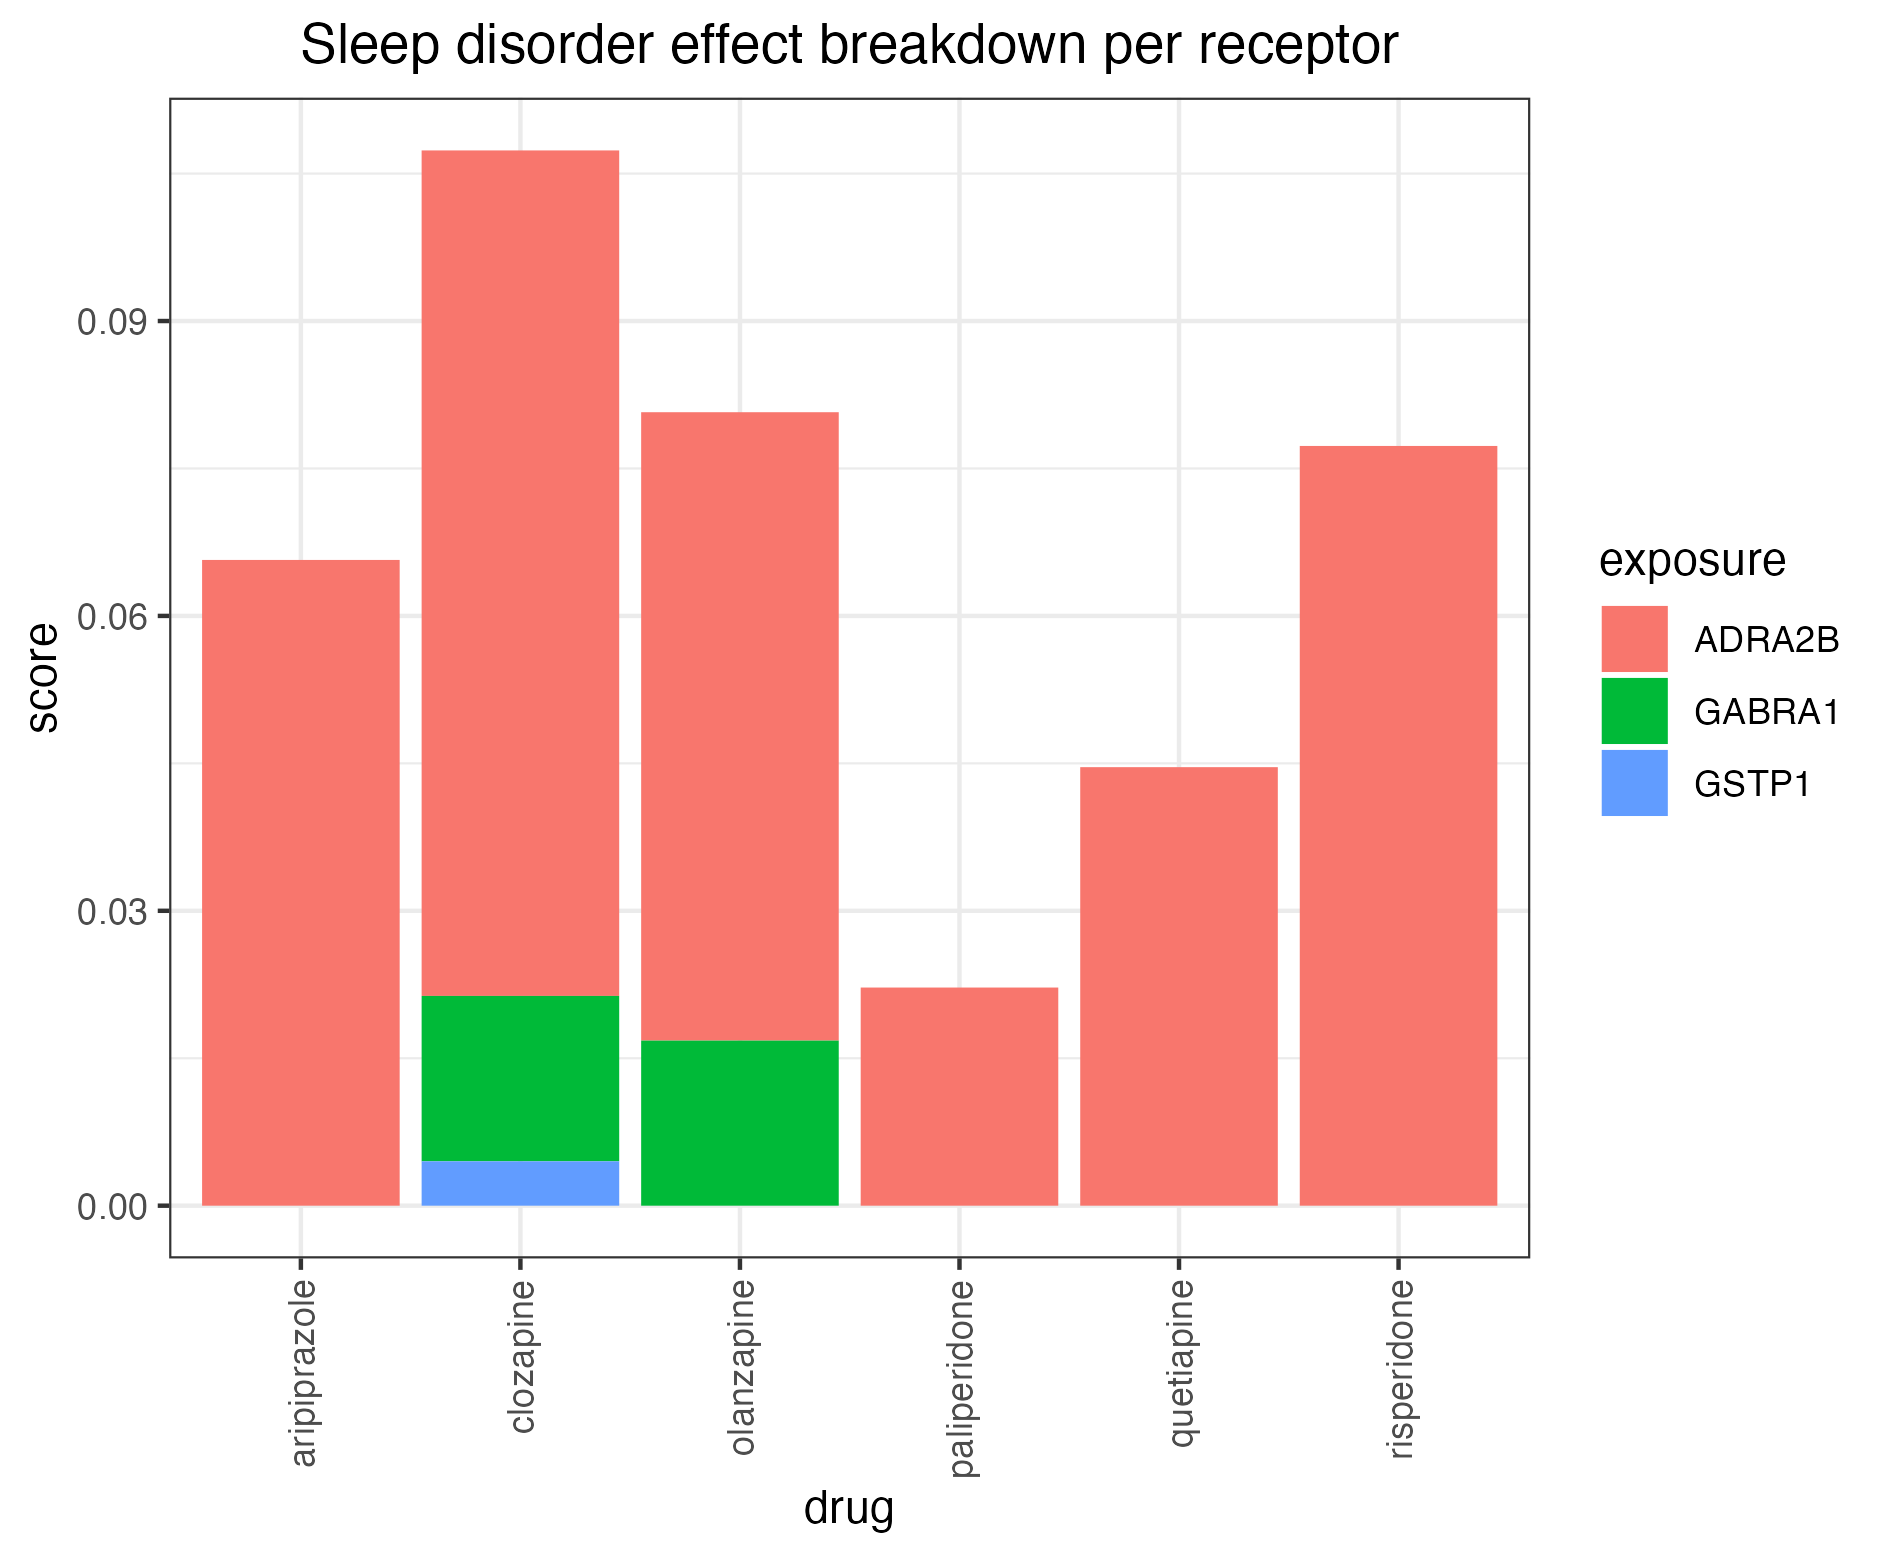 Sleep disorder effect breakdown per receptor
score
0.09
0.06
0.03
0.00
aripiprazole
clozapine
olanzapine
paliperidone
quetiapine
risperidone
drug
exposure
ADRA2B
GABRA1
GSTP1